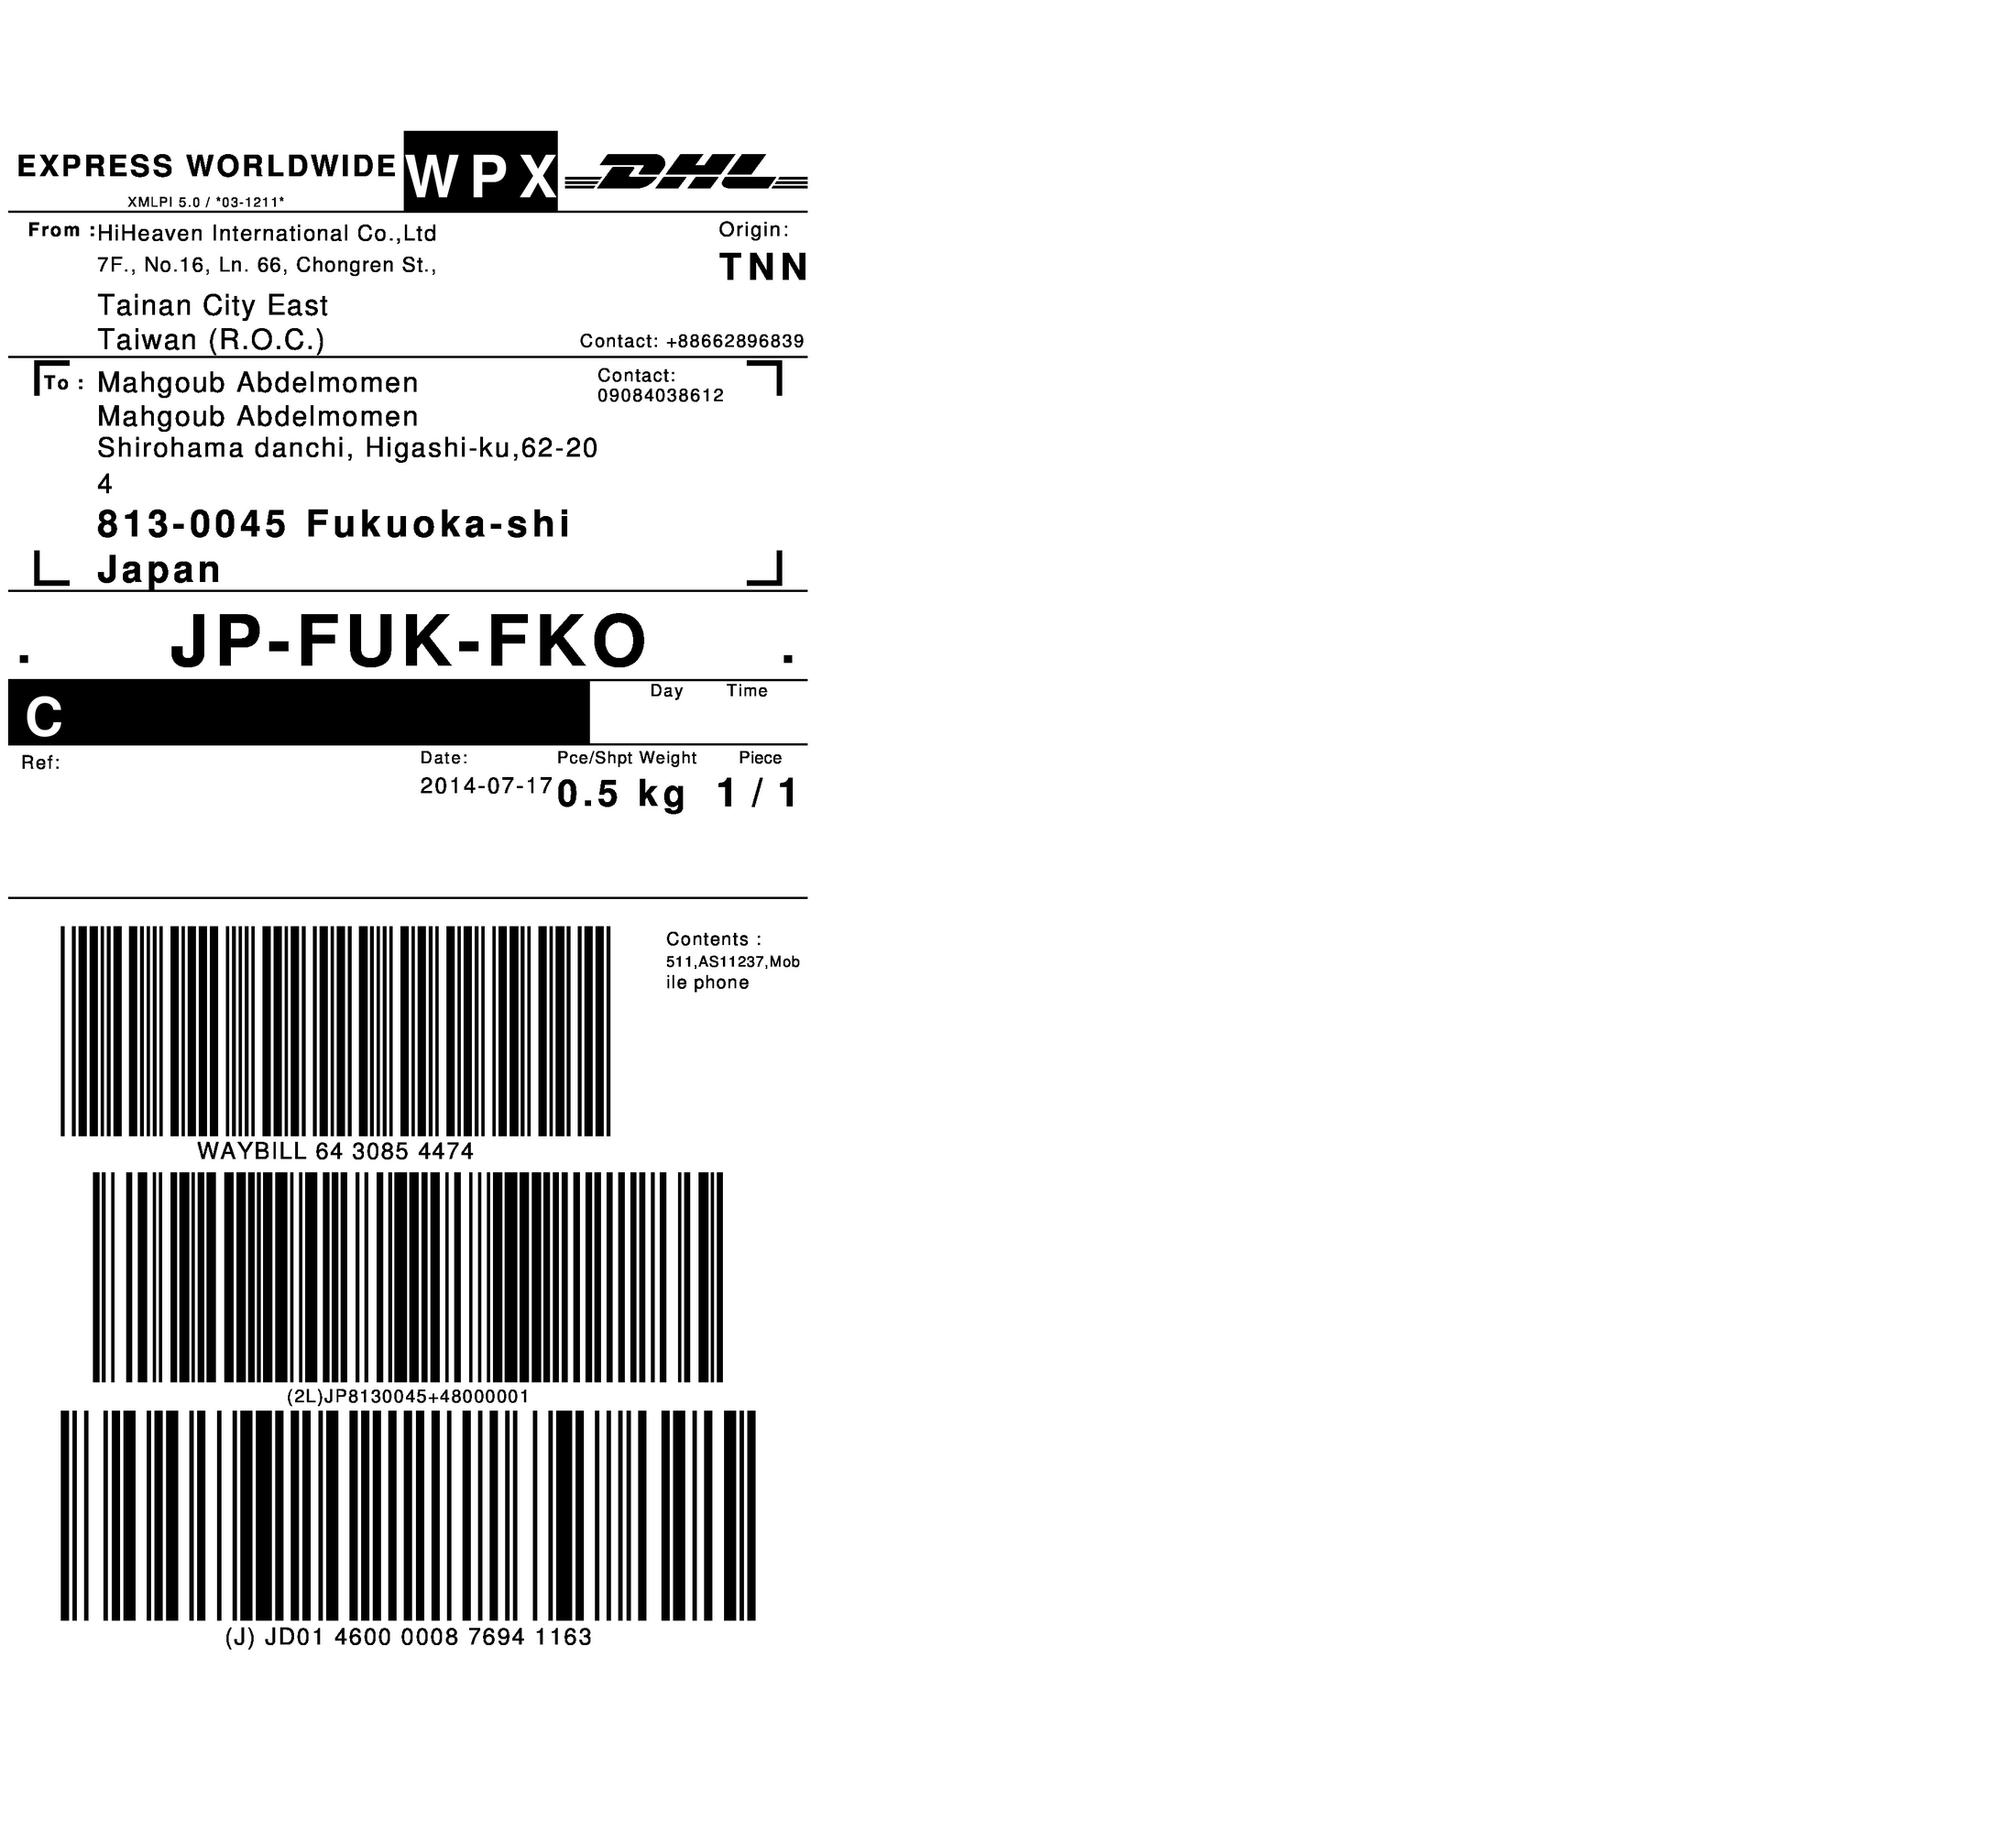 EXPRESS WORLDWIDE WPX DHL
XMLPI 5.0 / *03-1211*
From : HiHeaven International Co.,Ltd
Origin:
7F., No.16, Ln. 66, Chongren St.,
TNN
Tainan City East
Taiwan (R.O.C.)
Contact: +88662896839
To : Mahgoub Abdelmomen
Contact:
09084038612
Mahgoub Abdelmomen
Shirohama danchi, Higashi-ku,62-20
4
813-0045 Fukuoka-shi
Japan
. JP-FUK-FKO .
C
Day Time
Ref:
Date: Pce/Shpt Weight Piece
2014-07-17 0.5 kg 1 / 1
Contents :
511,AS11237,Mob
ile phone
WAYBILL 64 3085 4474
(2L)JP8130045+48000001
(J) JD01 4600 0008 7694 1163